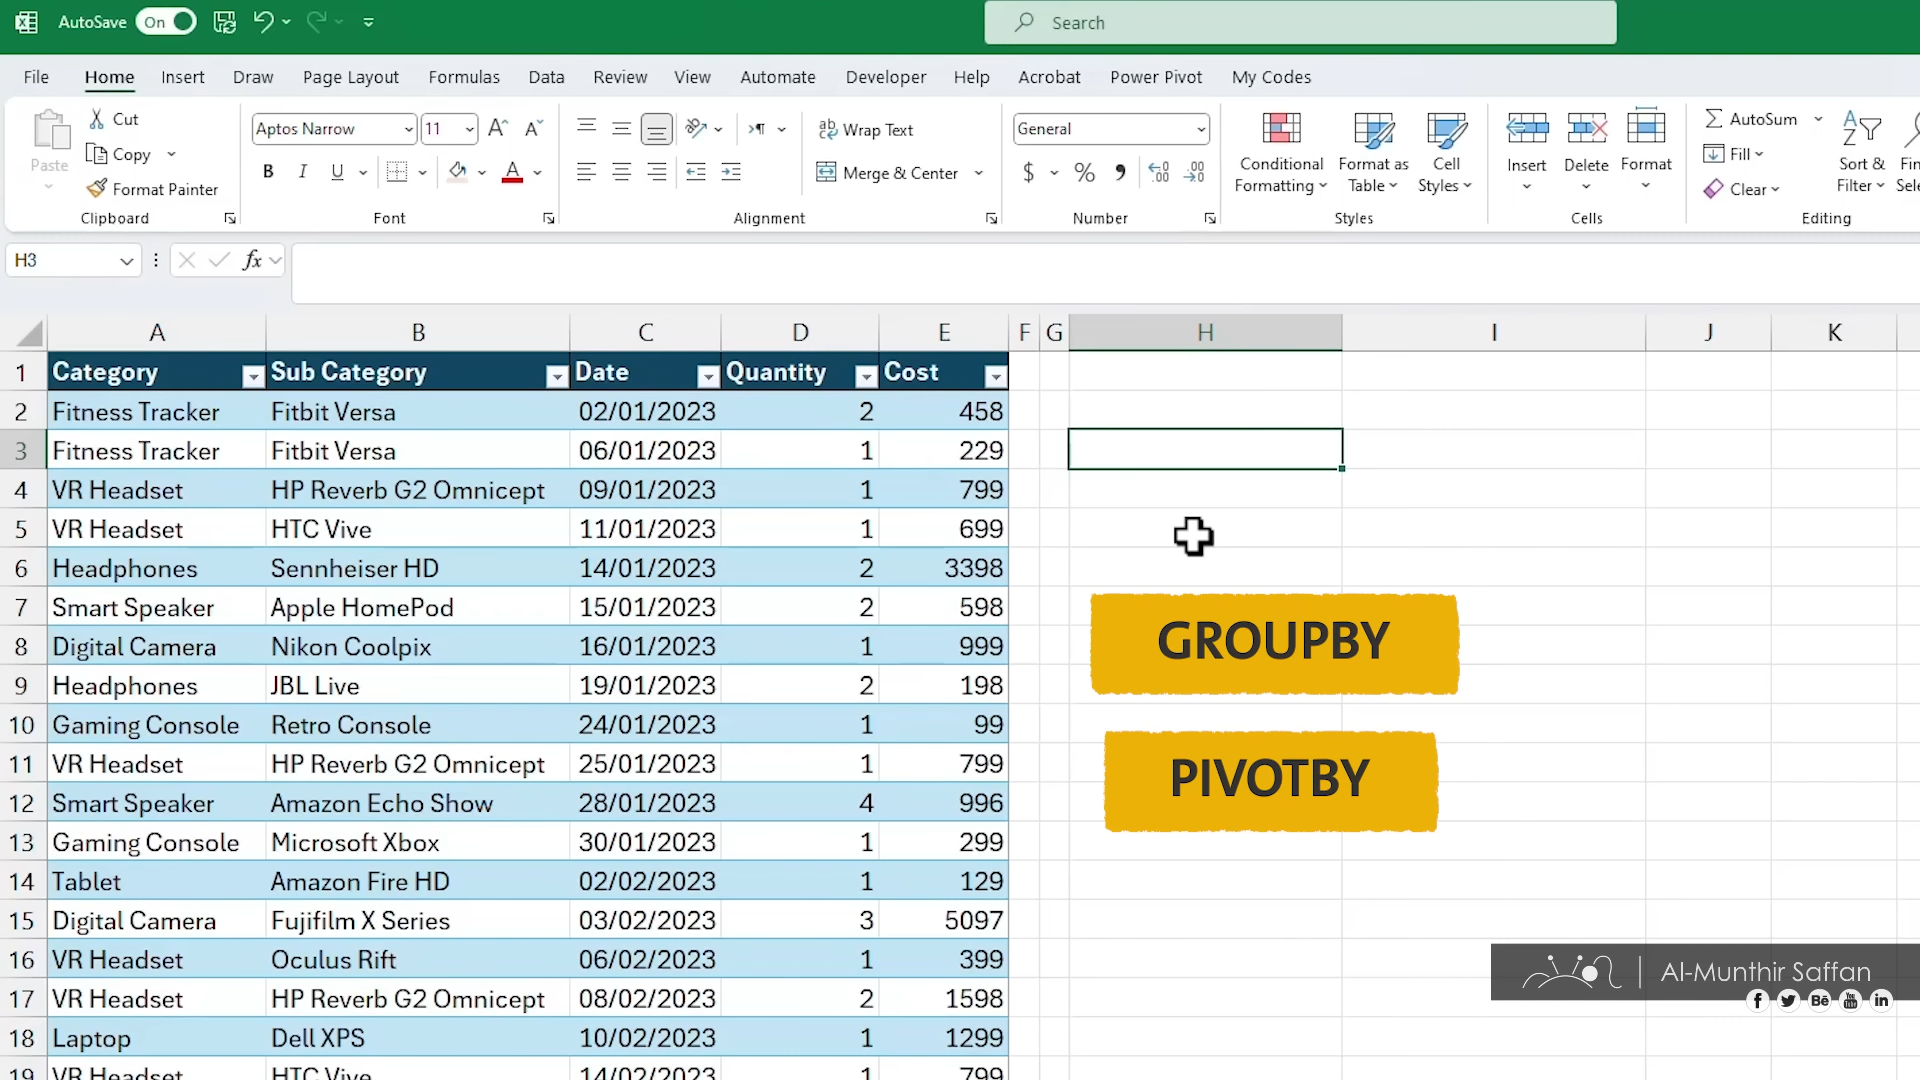 AutoSave On
Search
File Home Insert Draw Page Layout Formulas Data Review View Automate Developer Help Acrobat Power Pivot My Codes
Paste
Cut
Copy
Format Painter
Clipboard
Aptos Narrow 11
B I U
Font
Wrap Text
Merge & Center
Alignment
General
$ %
Number
Conditional Formatting
Format as Table
Cell Styles
Styles
Insert Delete Format
Cells
AutoSum
Fill
Clear
Sort & Filter
Editing
H3 fx
A B C D E F G H I J K
1 Category Sub Category Date Quantity Cost
2 Fitness Tracker Fitbit Versa 02/01/2023 2 458
3 Fitness Tracker Fitbit Versa 06/01/2023 1 229
4 VR Headset HP Reverb G2 Omnicept 09/01/2023 1 799
5 VR Headset HTC Vive 11/01/2023 1 699
6 Headphones Sennheiser HD 14/01/2023 2 3398
7 Smart Speaker Apple HomePod 15/01/2023 2 598
8 Digital Camera Nikon Coolpix 16/01/2023 1 999
9 Headphones JBL Live 19/01/2023 2 198
10 Gaming Console Retro Console 24/01/2023 1 99
11 VR Headset HP Reverb G2 Omnicept 25/01/2023 1 799
12 Smart Speaker Amazon Echo Show 28/01/2023 4 996
13 Gaming Console Microsoft Xbox 30/01/2023 1 299
14 Tablet Amazon Fire HD 02/02/2023 1 129
15 Digital Camera Fujifilm X Series 03/02/2023 3 5097
16 VR Headset Oculus Rift 06/02/2023 1 399
17 VR Headset HP Reverb G2 Omnicept 08/02/2023 2 1598
18 Laptop Dell XPS 10/02/2023 1 1299
19 VR Headset HTC Vive 14/02/2023 1 799
GROUPBY
PIVOTBY
Al-Munthir Saffan